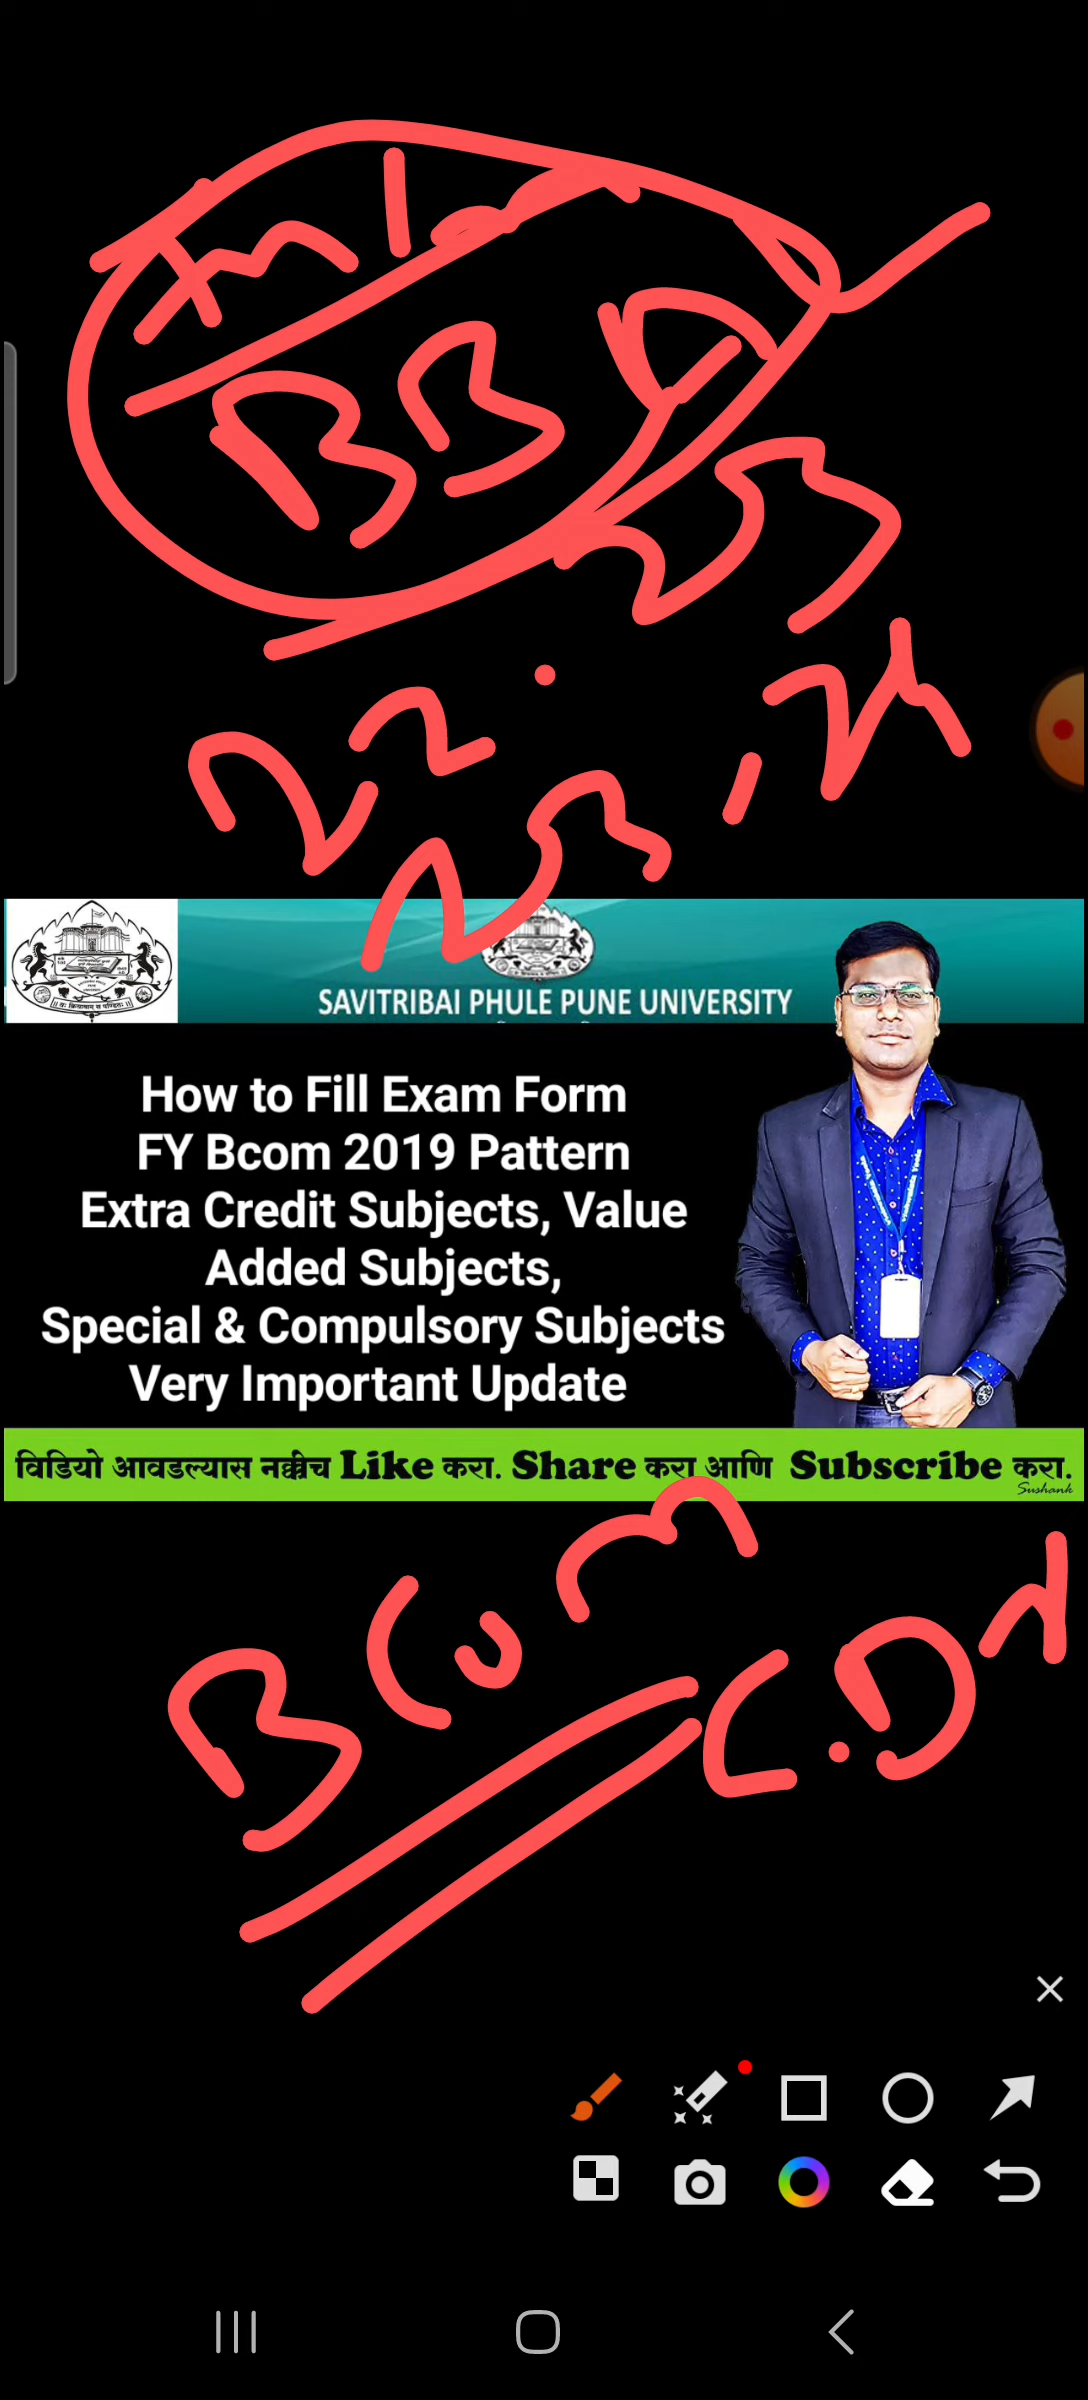 BBA
22
23.24
SAVITRIBAI PHULE PUNE UNIVERSITY
How to Fill Exam Form
FY Bcom 2019 Pattern
Extra Credit Subjects, Value
Added Subjects,
Special & Compulsory Subjects
Very Important Update
विडियो आवडल्यास नक्कीच Like करा. Share करा आणि Subscribe करा.
Sushank
BCom